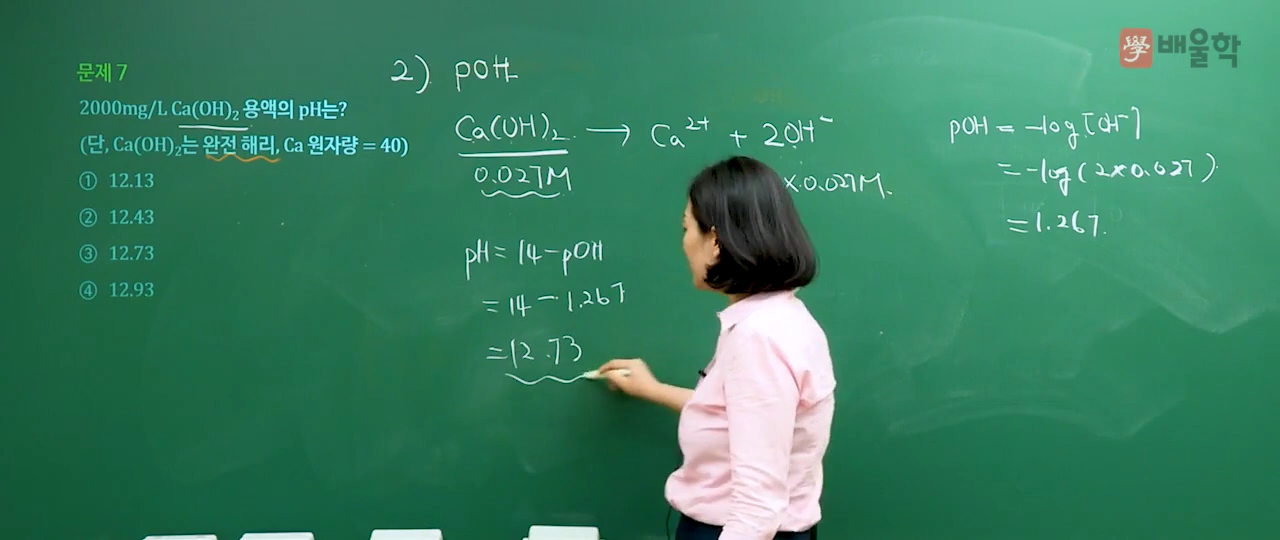 學 배울학
문제 7
2000mg/L Ca(OH)₂ 용액의 pH는?
(단, Ca(OH)₂는 완전 해리, Ca 원자량 = 40)
① 12.13
② 12.43
③ 12.73
④ 12.93
2) pOH
Ca(OH)₂ → Ca²⁺ + 2OH⁻
0.027M
×0.027M.
pH = 14 - pOH
= 14 - 1.267
= 12.73
pOH = -log[OH⁻]
= -log(2×0.027)
= 1.267.